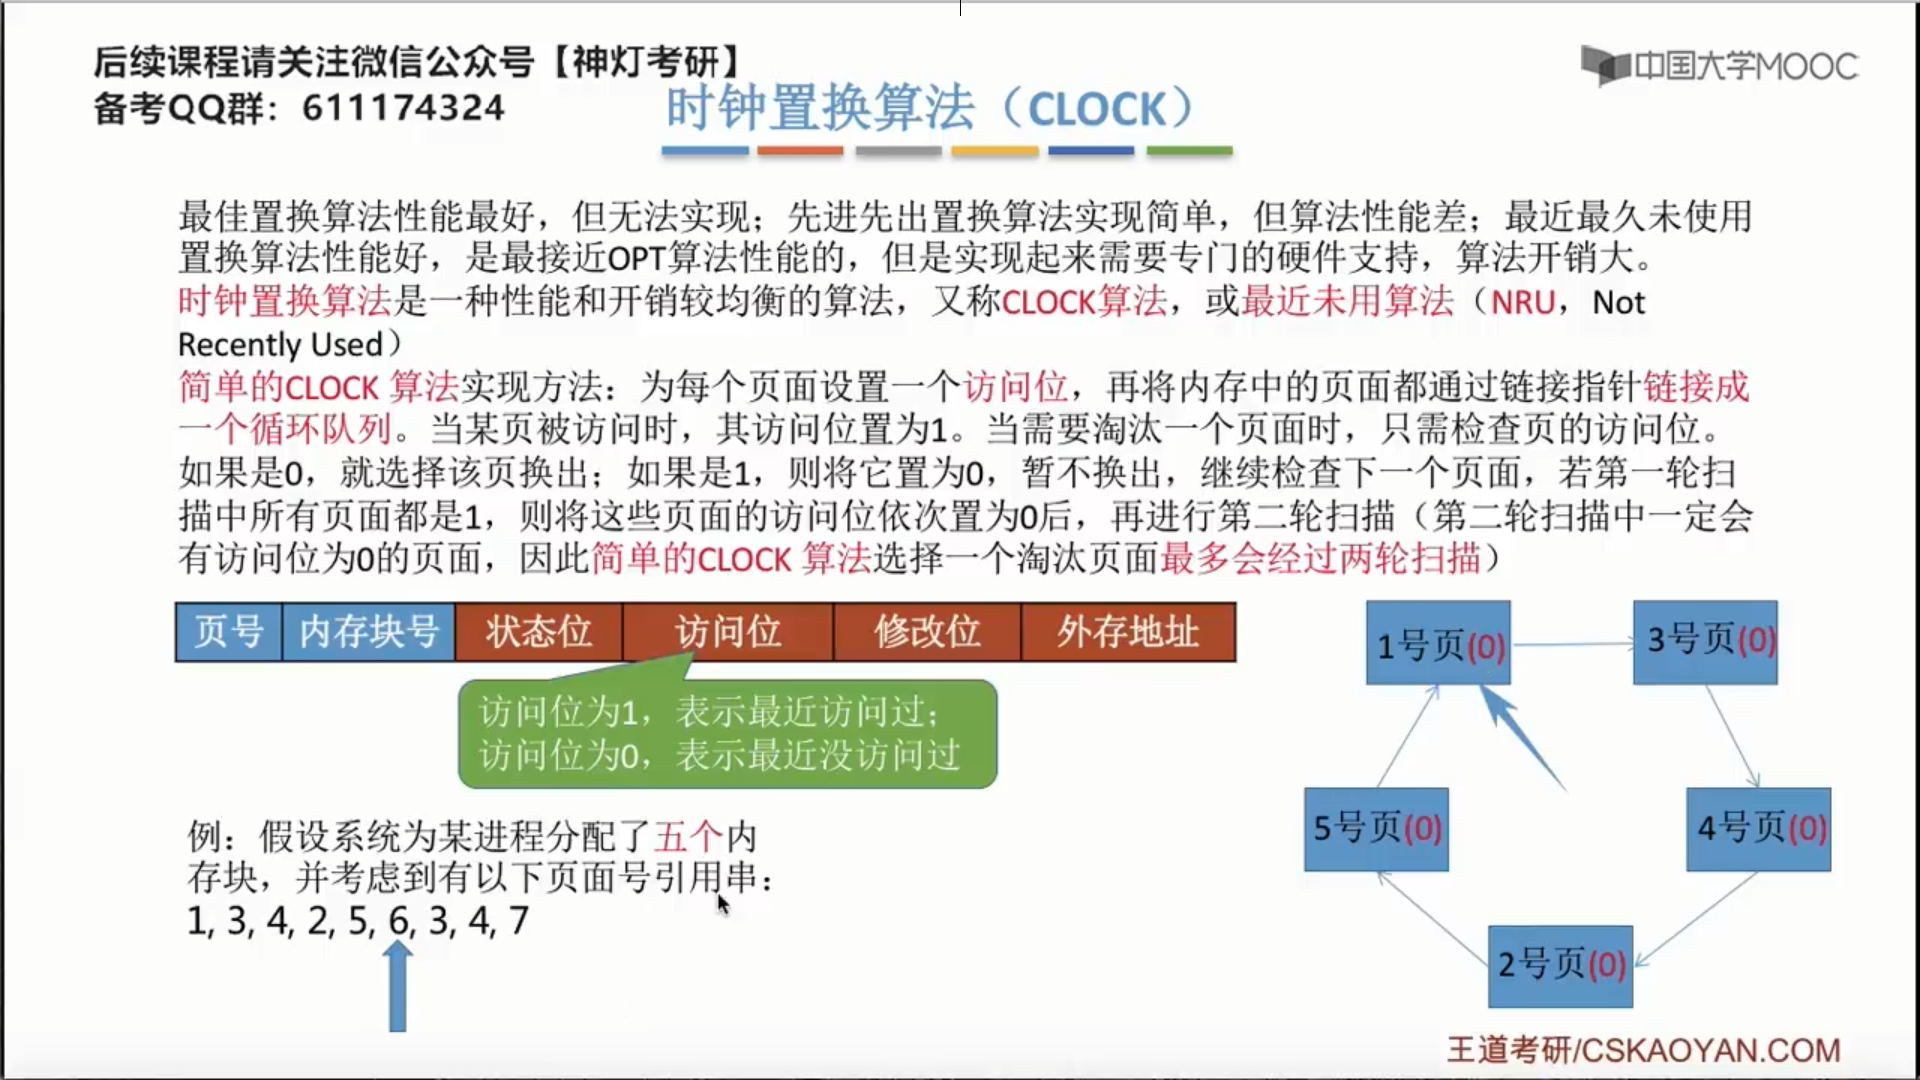 后续课程请关注微信公众号【神灯考研】
备考QQ群：611174324
中国大学MOOC
时钟置换算法（CLOCK）
最佳置换算法性能最好，但无法实现；先进先出置换算法实现简单，但算法性能差；最近最久未使用
置换算法性能好，是最接近OPT算法性能的，但是实现起来需要专门的硬件支持，算法开销大。
时钟置换算法是一种性能和开销较均衡的算法，又称CLOCK算法，或最近未用算法（NRU，Not
Recently Used）
简单的CLOCK 算法实现方法：为每个页面设置一个访问位，再将内存中的页面都通过链接指针链接成
一个循环队列。当某页被访问时，其访问位置为1。当需要淘汰一个页面时，只需检查页的访问位。
如果是0，就选择该页换出；如果是1，则将它置为0，暂不换出，继续检查下一个页面，若第一轮扫
描中所有页面都是1，则将这些页面的访问位依次置为0后，再进行第二轮扫描（第二轮扫描中一定会
有访问位为0的页面，因此简单的CLOCK 算法选择一个淘汰页面最多会经过两轮扫描）
页号 内存块号 状态位 访问位 修改位 外存地址
访问位为1，表示最近访问过；
访问位为0，表示最近没访问过
例：假设系统为某进程分配了五个内
存块，并考虑到有以下页面号引用串：
1, 3, 4, 2, 5, 6, 3, 4, 7
1号页(0)
3号页(0)
5号页(0)
4号页(0)
2号页(0)
王道考研/CSKAOYAN.COM